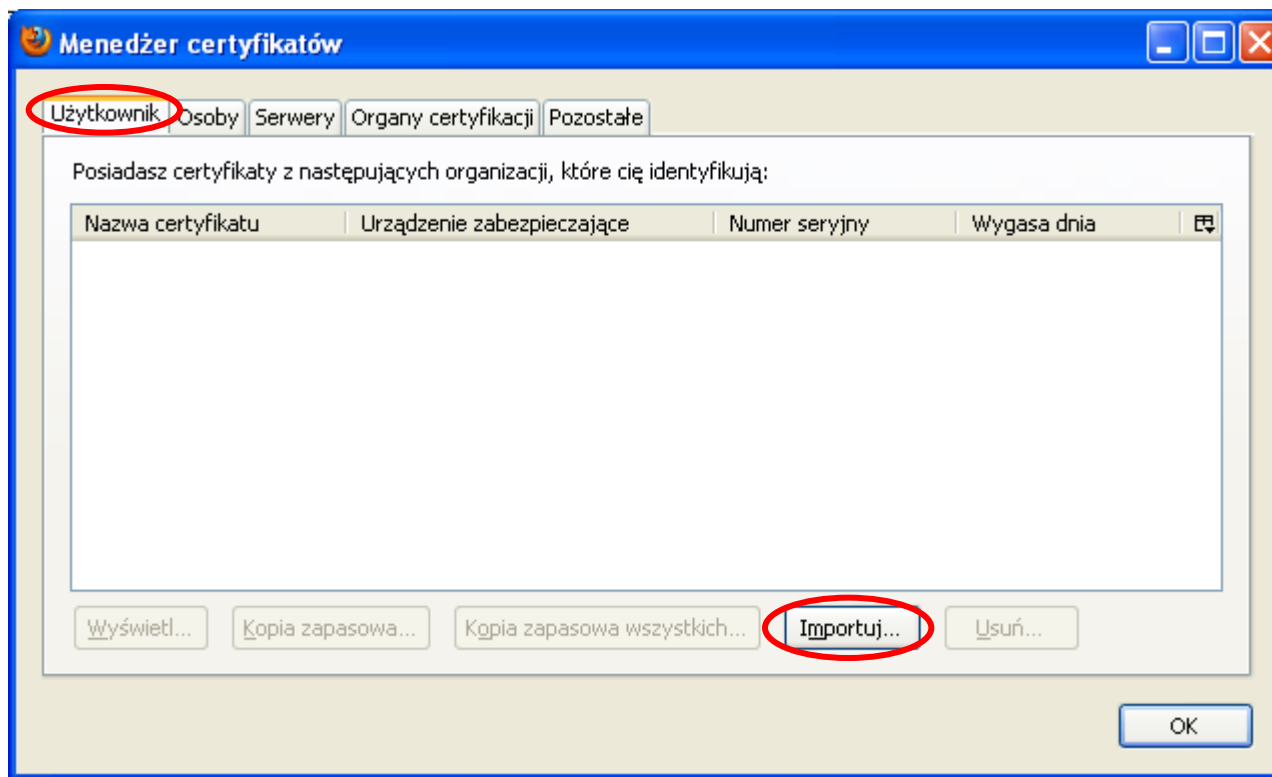 Menedżer certyfikatów
Użytkownik Osoby Serwery Organy certyfikacji Pozostałe
Posiadasz certyfikaty z następujących organizacji, które cię identyfikują:
Nazwa certyfikatu Urządzenie zabezpieczające Numer seryjny Wygasa dnia
Wyświetl... Kopia zapasowa... Kopia zapasowa wszystkich... Importuj... Usuń...
OK